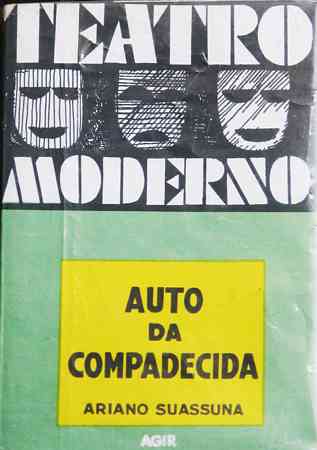 TEATRO
MODERNO
AUTO
DA
COMPADECIDA
ARIANO SUASSUNA
AGIR